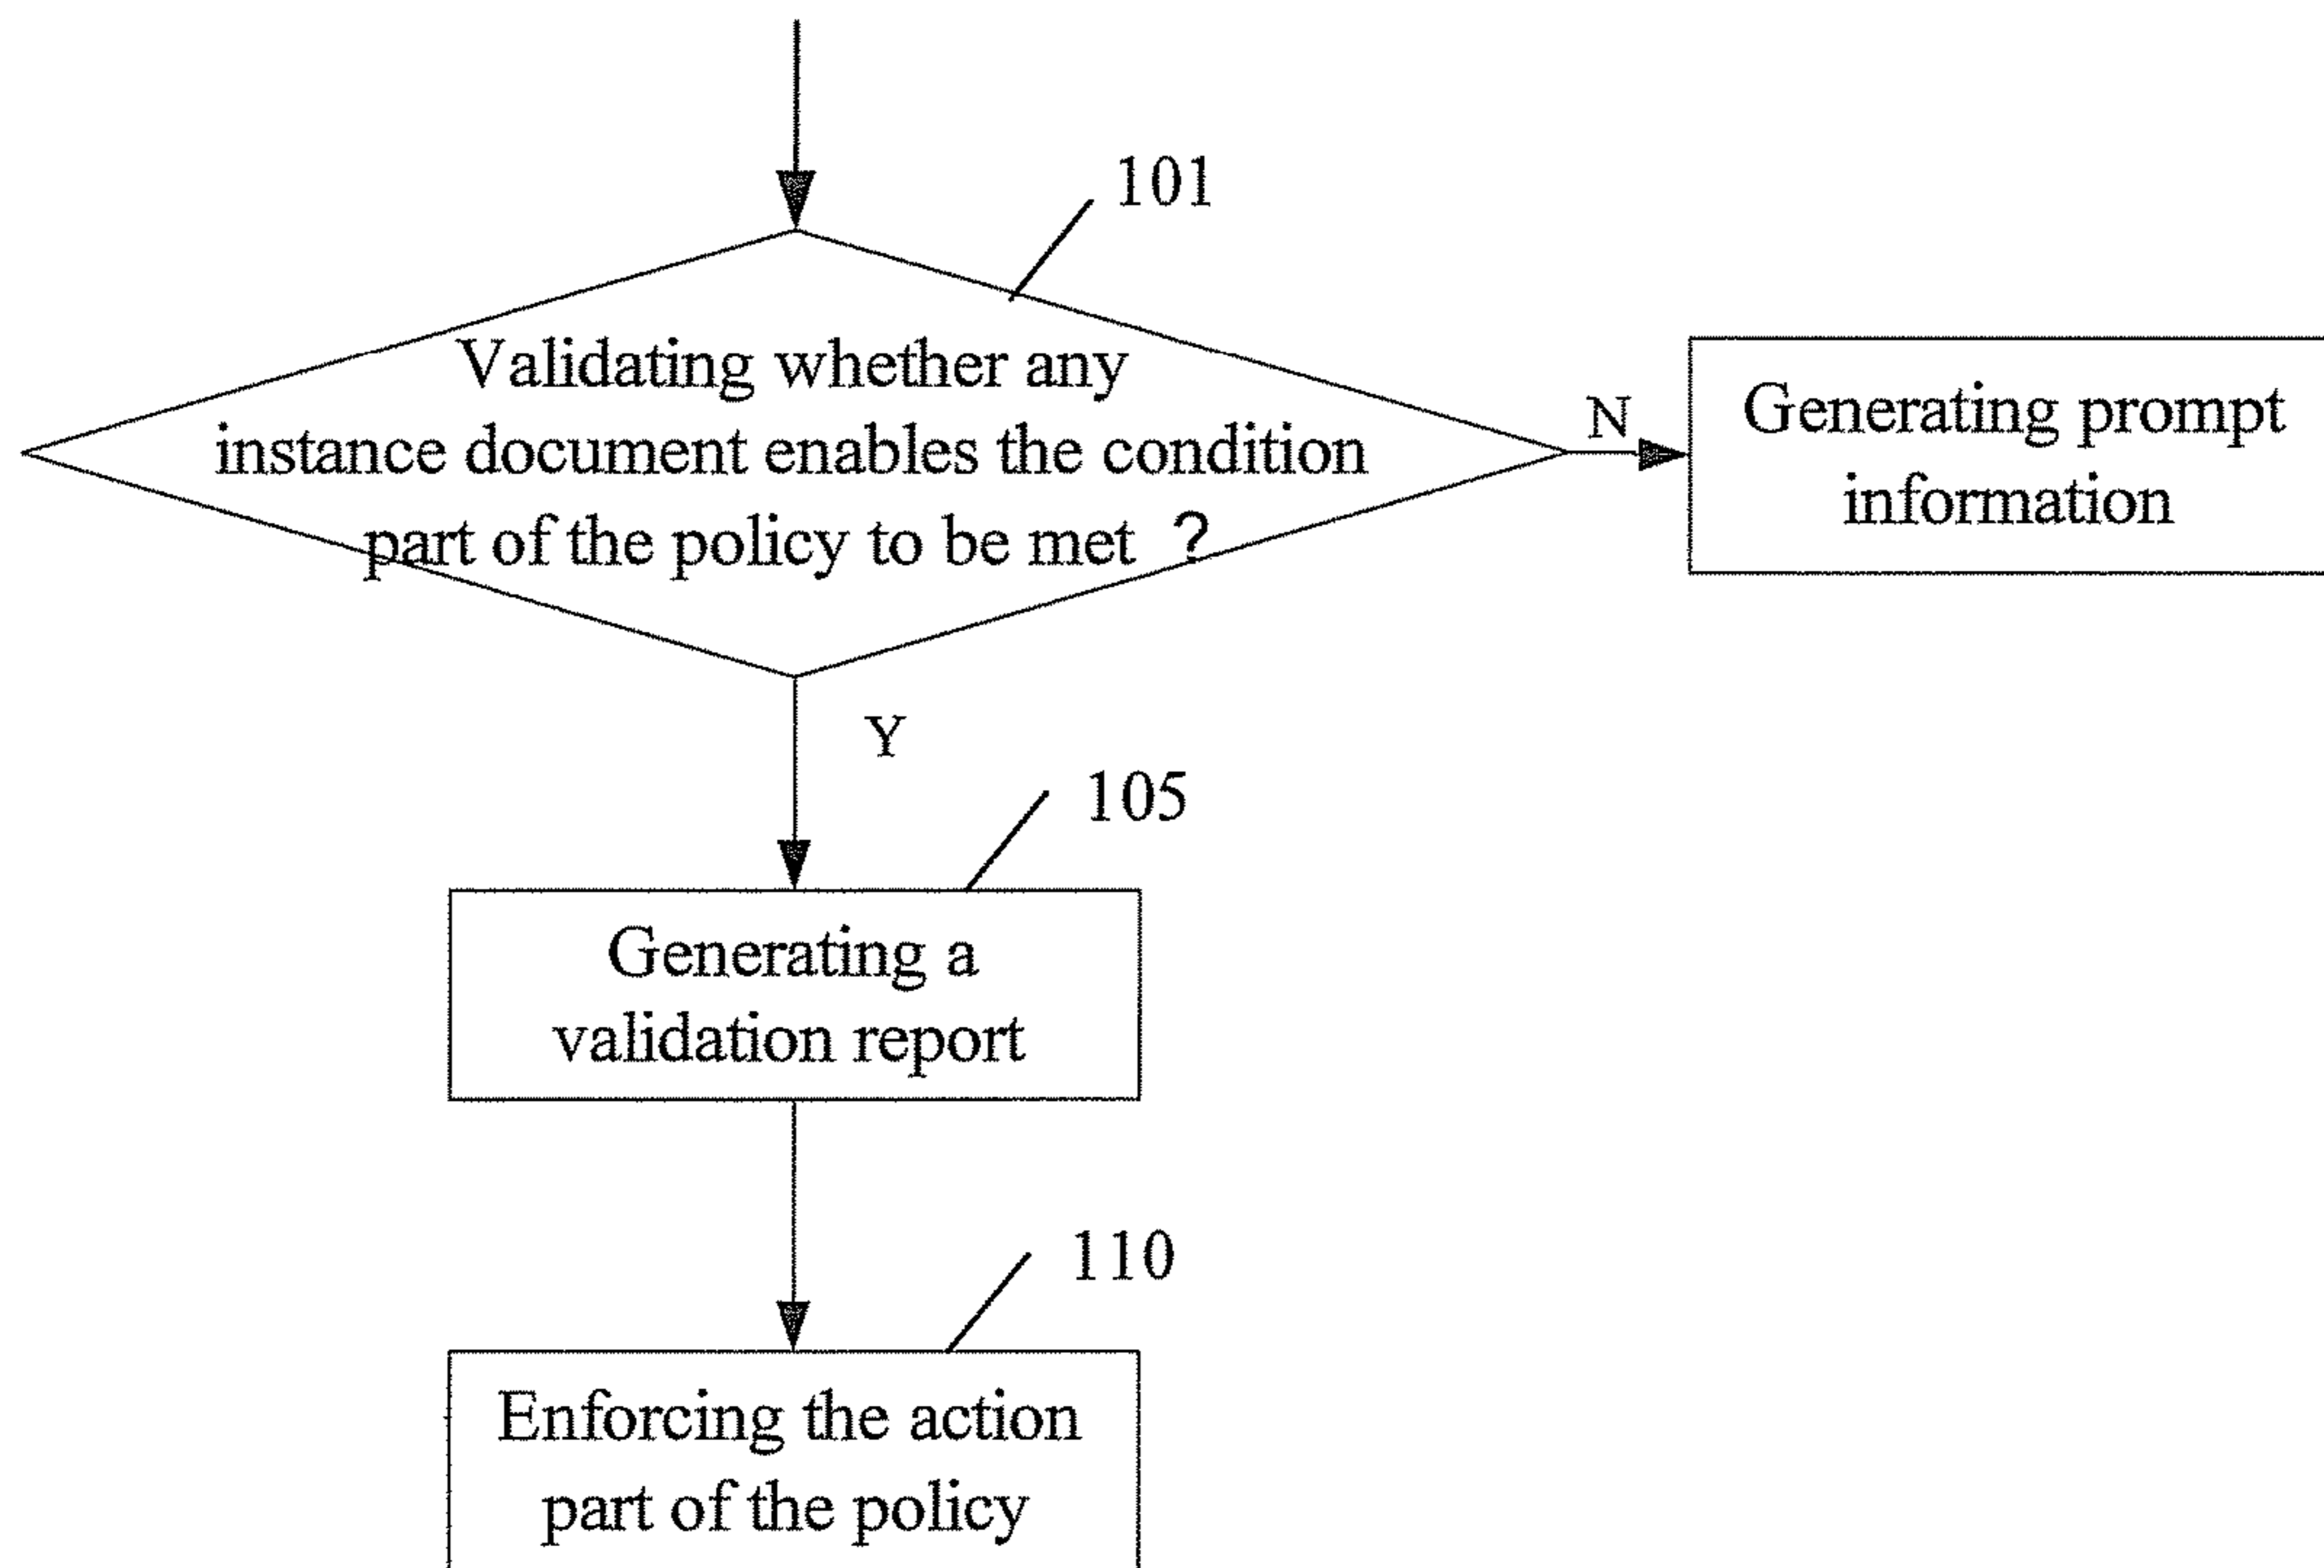 101
Validating whether any
instance document enables the condition
part of the policy to be met ?
N
Generating prompt
information
Y
105
Generating a
validation report
110
Enforcing the action
part of the policy